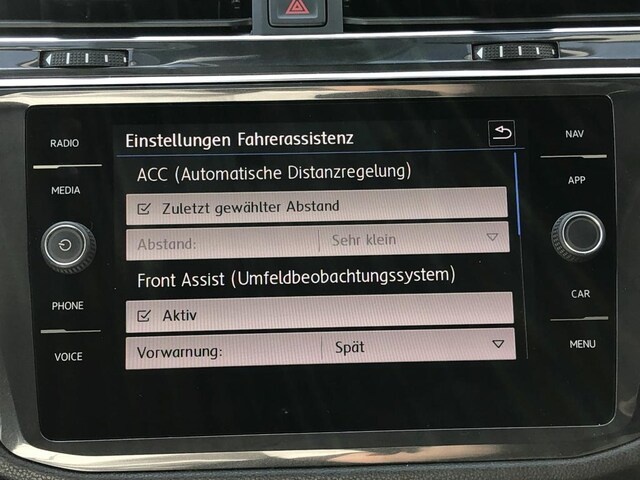 RADIO
MEDIA
PHONE
VOICE
Einstellungen Fahrerassistenz
ACC (Automatische Distanzregelung)
Zuletzt gewählter Abstand
Abstand: Sehr klein
Front Assist (Umfeldbeobachtungssystem)
Aktiv
Vorwarnung: Spät
NAV
APP
CAR
MENU